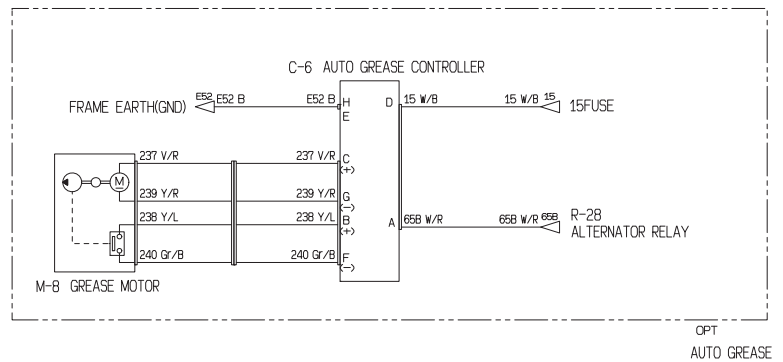 C-6 AUTO GREASE CONTROLLER
FRAME EARTH(GND) E52 E52 B E52 B H D 15 W/B 15 W/B 15 15FUSE
E
237 V/R 237 V/R C
(+)
M
239 Y/R 239 Y/R G
(-)
238 Y/L 238 Y/L B A 65B W/R 65B W/R 65B R-28
(+) ALTERNATOR RELAY
240 Gr/B 240 Gr/B F
(-)
M-8 GREASE MOTOR
OPT
AUTO GREASE